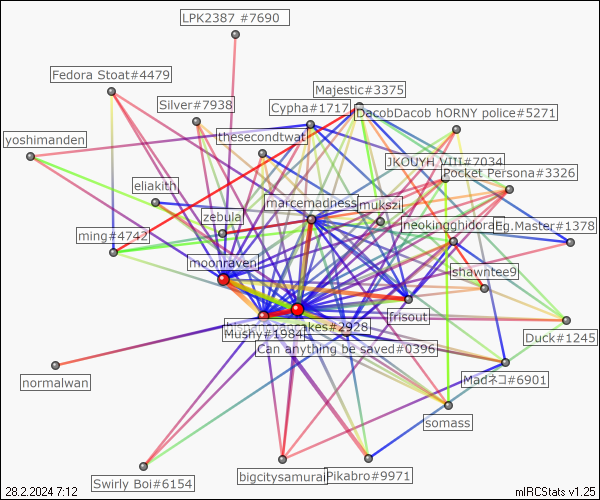 LPK2387 #7690
Fedora Stoat#4479
Majestic#3375
Silver#7938
Cypha#1717
DacobDacob hORNY police#5271
thesecondtwat
yoshimanden
JKOUYH VIII#7034
Pocket Persona#3326
eliakith
marcemadness
mukszi
zebula
neokingghidorah
Eg.Master#1378
ming#4742
moonraven
shawntee9
frisout
#2928
Mushy#1984
Duck#1245
Can anything be saved#0396
normalwan
Madネコ#6901
somass
Swirly Boi#6154
bigcitysamurai
Pikabro#9971
28.2.2024 7:12
mIRCStats v1.25